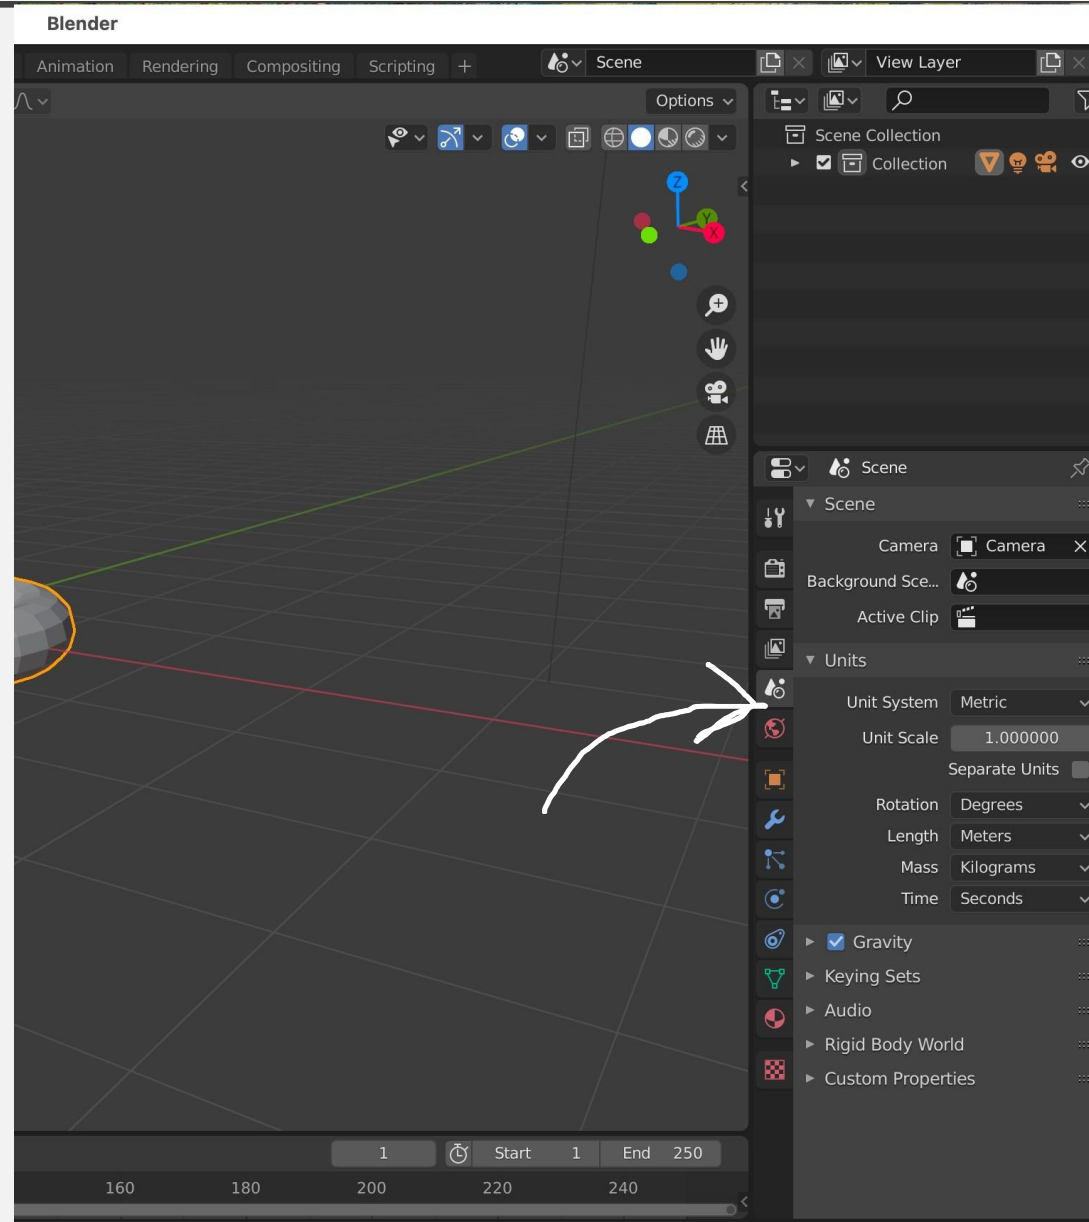 Blender
Animation Rendering Compositing Scripting + Scene View Layer
Options
Scene Collection
Collection
Z
Y
X
Scene
Scene
Camera Camera
Background Sce...
Active Clip
Units
Unit System Metric
Unit Scale 1.000000
Separate Units
Rotation Degrees
Length Meters
Mass Kilograms
Time Seconds
Gravity
Keying Sets
Audio
Rigid Body World
Custom Properties
1 Start 1 End 250
160 180 200 220 240